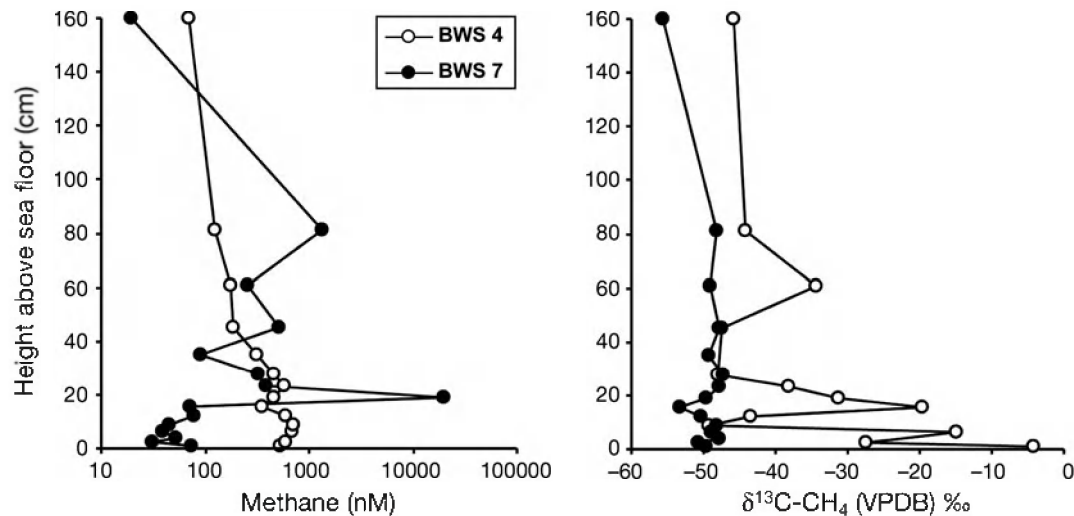 160
140
120
100
80
60
40
20
0
Height above sea floor (cm)
10 100 1000 10000 100000
Methane (nM)
BWS 4
BWS 7
160
140
120
100
80
60
40
20
0
−60 −50 −40 −30 −20 −10 0
δ¹³C-CH₄ (VPDB) ‰